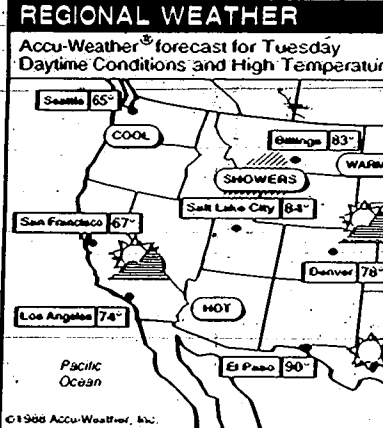 REGIONAL WEATHER
Accu-Weather® forecast for Tuesday
Daytime Conditions and High Temperatur
Seattle 65°
COOL
Billings 83°
WARM
SHOWERS
Salt Lake City 84°
San Francisco 67°
Denver 78°
Los Angeles 74°
HOT
El Paso 90°
Pacific
Ocean
©1988 Accu-Weather, Inc.